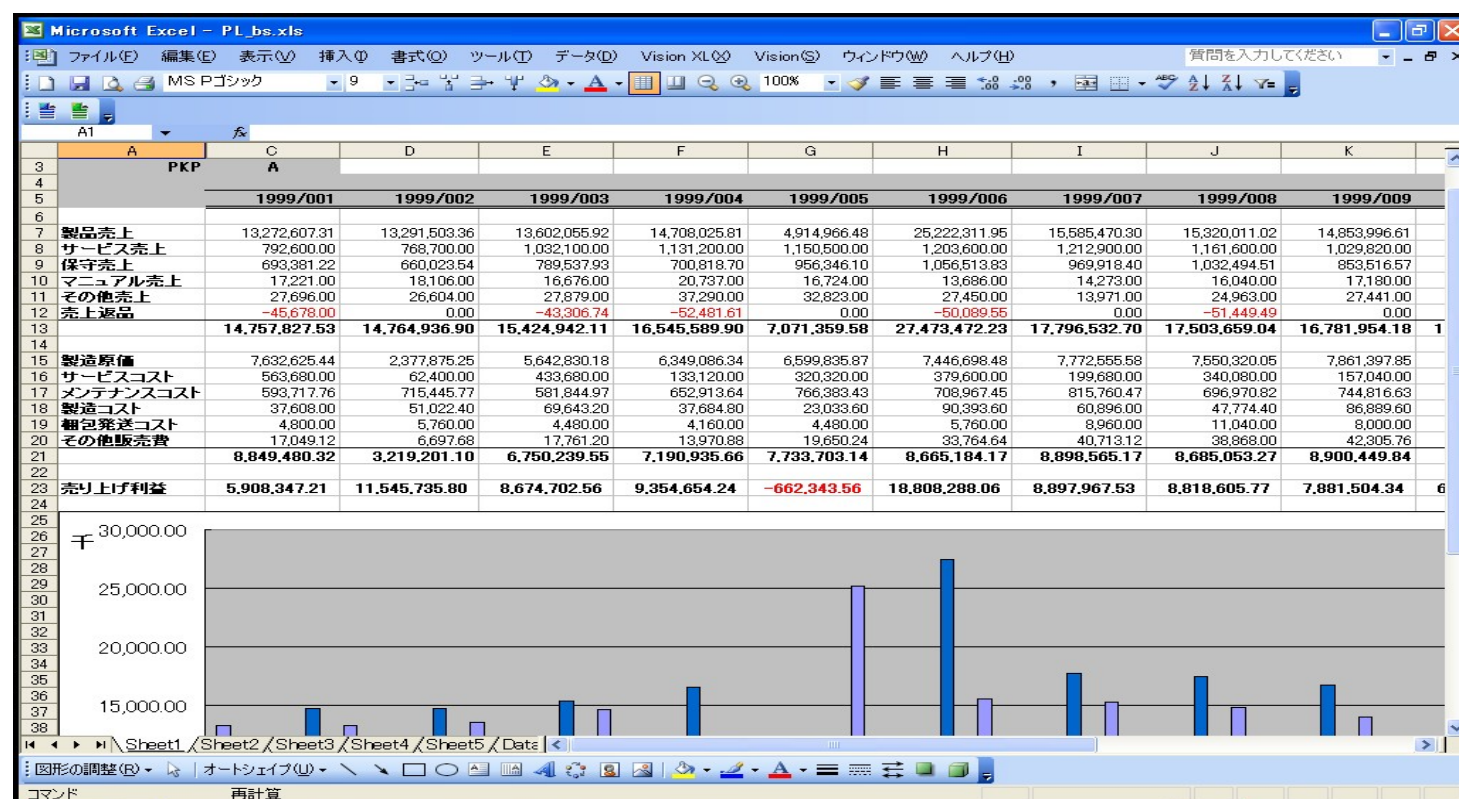 Microsoft Excel - PL_bs.xls
ファイル(F) 編集(E) 表示(V) 挿入(I) 書式(O) ツール(T) データ(D) Vision XL(X) Vision(S) ウィンドウ(W) ヘルプ(H) 質問を入力してください
MS Pゴシック 9 100%
A1 fx
A C D E F G H I J K
3 PKP A
4
5 1999/001 1999/002 1999/003 1999/004 1999/005 1999/006 1999/007 1999/008 1999/009
6
7 製品売上 13,272,607.31 13,291,503.36 13,602,055.92 14,708,025.81 4,914,966.48 25,222,311.95 15,585,470.30 15,320,011.02 14,853,996.61
8 サービス売上 792,600.00 768,700.00 1,032,100.00 1,131,200.00 1,150,500.00 1,203,600.00 1,212,900.00 1,161,600.00 1,029,820.00
9 保守売上 693,381.22 660,023.54 789,537.93 700,818.70 956,346.10 1,056,513.83 969,918.40 1,032,494.51 853,516.57
10 マニュアル売上 17,221.00 18,106.00 16,676.00 20,737.00 16,724.00 13,686.00 14,273.00 16,040.00 17,180.00
11 その他売上 27,696.00 26,604.00 27,879.00 37,290.00 32,823.00 27,450.00 13,971.00 24,963.00 27,441.00
12 売上返品 -45,678.00 0.00 -43,306.74 -52,481.61 0.00 -50,089.55 0.00 -51,449.49 0.00
13 14,757,827.53 14,764,936.90 15,424,942.11 16,545,589.90 7,071,359.58 27,473,472.23 17,796,532.70 17,503,659.04 16,781,954.18 1
14
15 製造原価 7,632,625.44 2,377,875.25 5,642,830.18 6,349,086.34 6,599,835.87 7,446,698.48 7,772,555.58 7,550,320.05 7,861,397.85
16 サービスコスト 563,680.00 62,400.00 433,680.00 133,120.00 320,320.00 379,600.00 199,680.00 340,080.00 157,040.00
17 メンテナンスコスト 593,717.76 715,445.77 581,844.97 652,913.64 766,383.43 708,967.45 815,760.47 696,970.82 744,816.63
18 製造コスト 37,608.00 51,022.40 69,643.20 37,684.80 23,033.60 90,393.60 60,896.00 47,774.40 86,889.60
19 梱包発送コスト 4,800.00 5,760.00 4,480.00 4,160.00 4,480.00 5,760.00 8,960.00 11,040.00 8,000.00
20 その他販売費 17,049.12 6,697.68 17,761.20 13,970.88 19,650.24 33,764.64 40,713.12 38,868.00 42,305.76
21 8,849,480.32 3,219,201.10 6,750,239.55 7,190,935.66 7,733,703.14 8,665,184.17 8,898,565.17 8,685,053.27 8,900,449.84
22
23 売り上げ利益 5,908,347.21 11,545,735.80 8,674,702.56 9,354,654.24 -662,343.56 18,808,288.06 8,897,967.53 8,818,605.77 7,881,504.34 6
24
25
26 千 30,000.00
27
28
29 25,000.00
30
31
32
33 20,000.00
34
35
36
37 15,000.00
38
Sheet1 Sheet2 Sheet3 Sheet4 Sheet5 Data
図形の調整(R) オートシェイプ(U)
コマンド 再計算